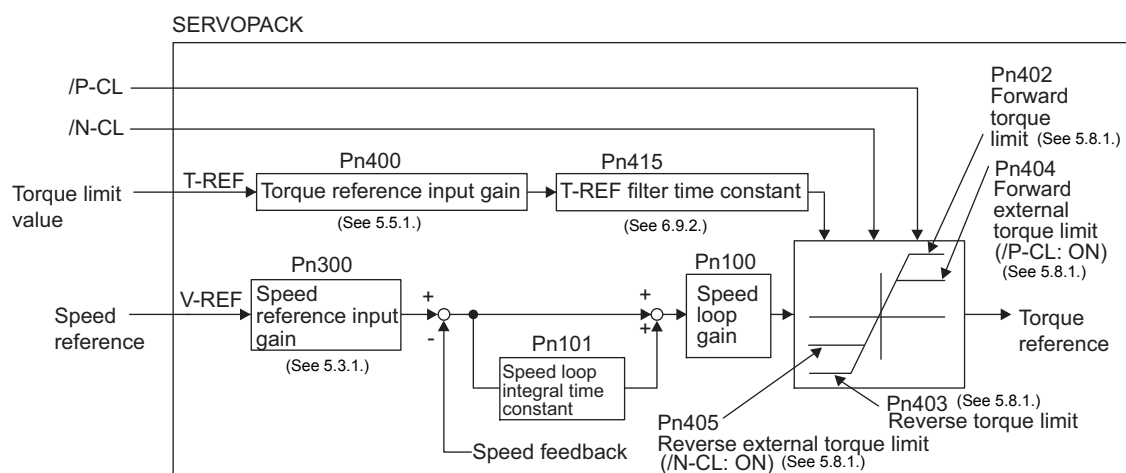 SERVOPACK
/P-CL
/N-CL
Torque limit
value
T-REF
Pn400
Torque reference input gain
(See 5.5.1.)
Pn415
T-REF filter time constant
(See 6.9.2.)
Pn402
Forward
torque
limit (See 5.8.1.)
Pn404
Forward
external
torque limit
(/P-CL: ON)
(See 5.8.1.)
Speed
reference
V-REF
Pn300
Speed
reference input
gain
(See 5.3.1.)
+
-
Pn101
Speed loop
integral time
constant
Speed feedback
+
+
Pn100
Speed
loop
gain
Torque
reference
Pn403 (See 5.8.1.)
Reverse torque limit
Pn405
Reverse external torque limit
(/N-CL: ON) (See 5.8.1.)